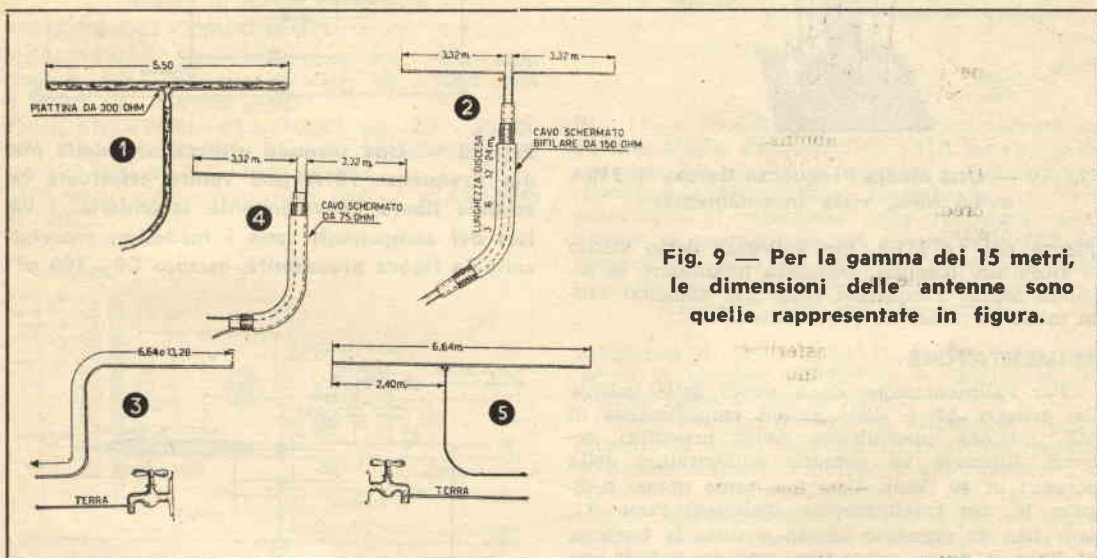 5,50
PIATTINA DA 300 OHM
1
3,32 m.
3,32 m.
2
CAVO SCHERMATO
BIFILARE DA 150 OHM
LUNGHEZZA DISCESA
3 6 12 24 m.
3,32 m.
3,32 m.
4
CAVO SCHERMATO
DA 75 OHM
Fig. 9 — Per la gamma dei 15 metri,
le dimensioni delle antenne sono
quelle rappresentate in figura.
6,64 o 13,28
3
TERRA
6,64m.
2,40m.
5
TERRA